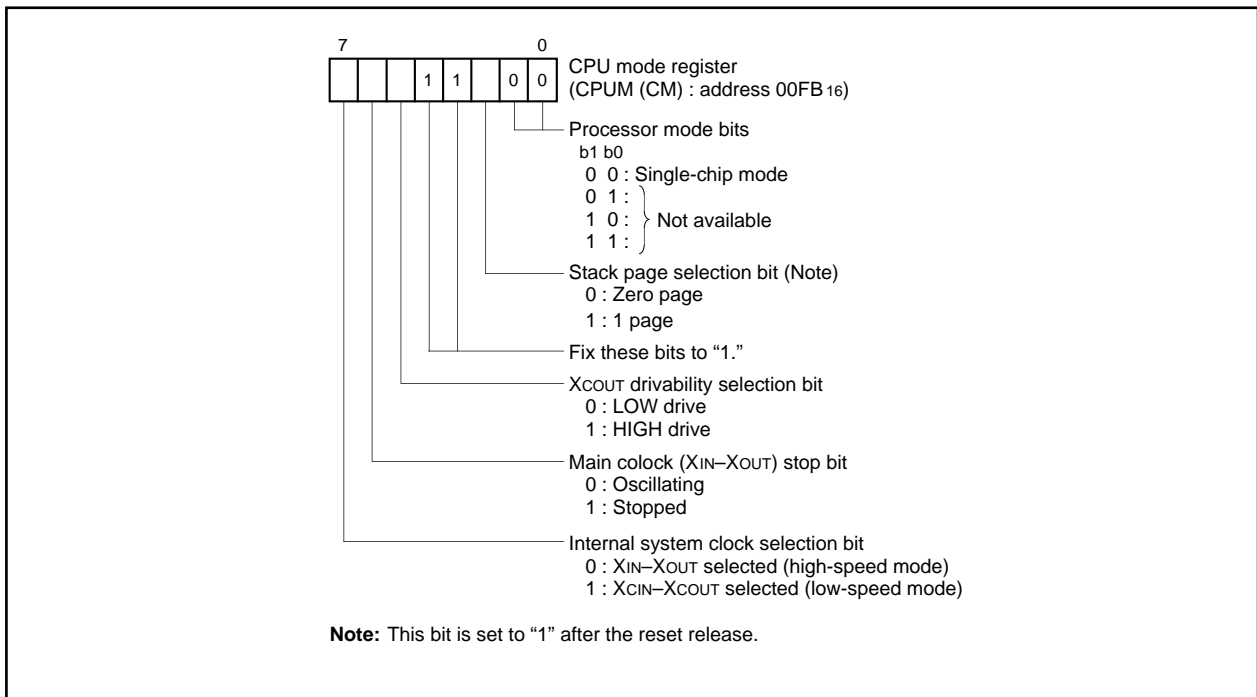 7 0
1 1 0 0
CPU mode register
(CPUM (CM) : address 00FB16)
Processor mode bits
b1 b0
0 0 : Single-chip mode
0 1 :
1 0 : Not available
1 1 :
Stack page selection bit (Note)
0 : Zero page
1 : 1 page
Fix these bits to “1.”
XCOUT drivability selection bit
0 : LOW drive
1 : HIGH drive
Main colock (XIN–XOUT) stop bit
0 : Oscillating
1 : Stopped
Internal system clock selection bit
0 : XIN–XOUT selected (high-speed mode)
1 : XCIN–XCOUT selected (low-speed mode)
Note: This bit is set to “1” after the reset release.